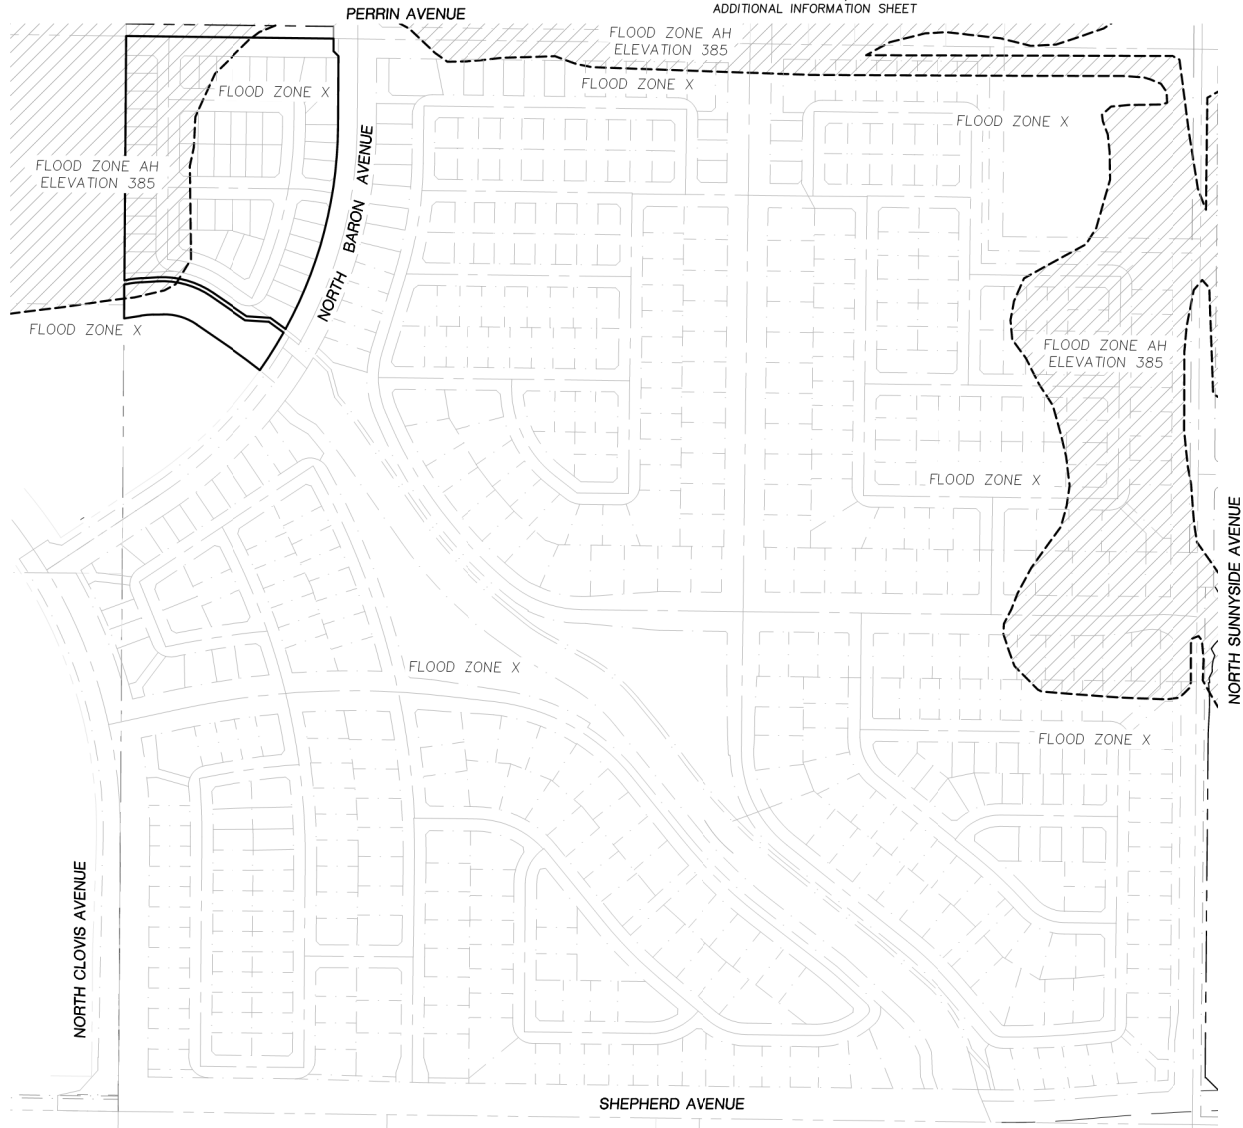 ADDITIONAL INFORMATION SHEET
PERRIN AVENUE
FLOOD ZONE AH
ELEVATION 385
FLOOD ZONE X
FLOOD ZONE X
FLOOD ZONE X
FLOOD ZONE AH
ELEVATION 385
NORTH BARON AVENUE
FLOOD ZONE X
FLOOD ZONE AH
ELEVATION 385
FLOOD ZONE X
NORTH SUNNYSIDE AVENUE
FLOOD ZONE X
FLOOD ZONE X
NORTH CLOVIS AVENUE
SHEPHERD AVENUE